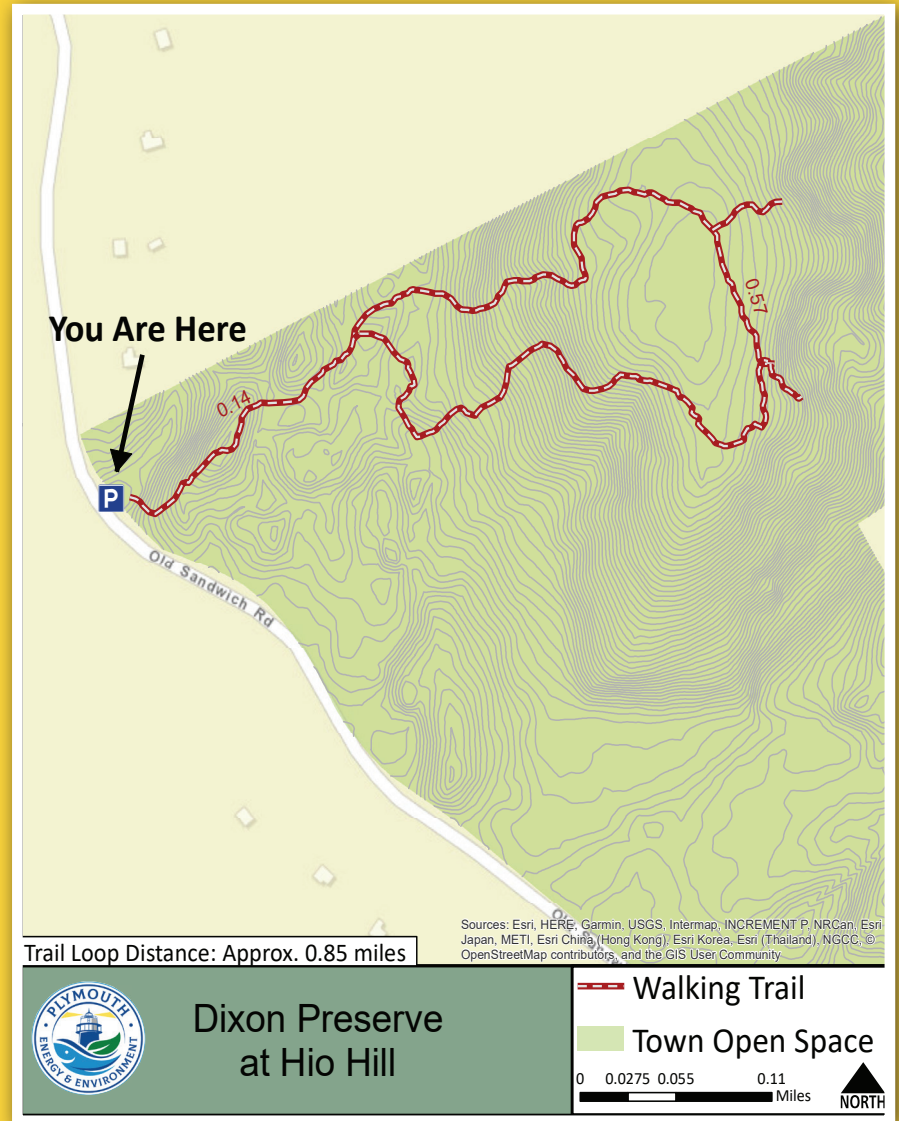 0.57
You Are Here
0.14
P
Old Sandwich Rd
Sources: Esri, HERE, Garmin, USGS, Intermap, INCREMENT P, NRCan, Esri
Japan, METI, Esri China (Hong Kong), Esri Korea, Esri (Thailand), NGCC, ©
OpenStreetMap contributors, and the GIS User Community
Trail Loop Distance: Approx. 0.85 miles
PLYMOUTH
ENERGY & ENVIRONMENT
Dixon Preserve
at Hio Hill
Walking Trail
Town Open Space
0 0.0275 0.055 0.11
Miles
NORTH